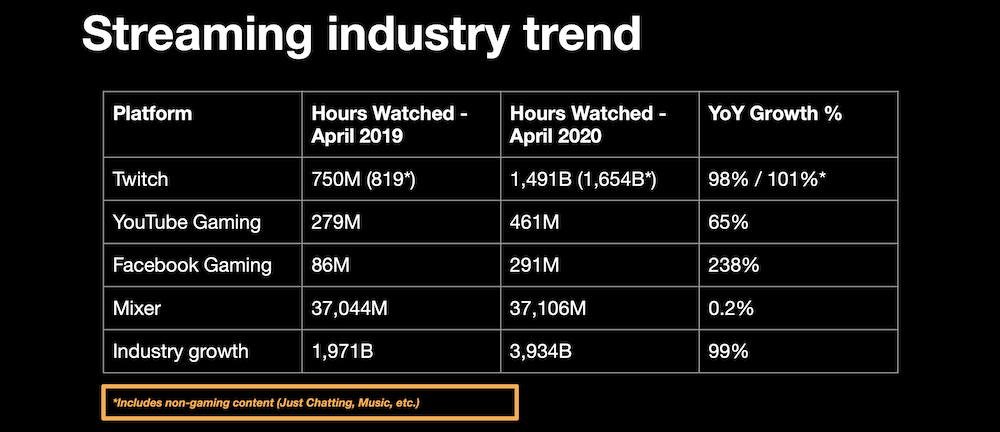 Streaming industry trend
Platform
Hours Watched -
April 2019
Hours Watched -
April 2020
YoY Growth %
Twitch
750M (819*)
1,491B (1,654B*)
98% / 101%*
YouTube Gaming
279M
461M
65%
Facebook Gaming
86M
291M
238%
Mixer
37,044M
37,106M
0.2%
Industry growth
1,971B
3,934B
99%
*Includes non-gaming content (Just Chatting, Music, etc.)